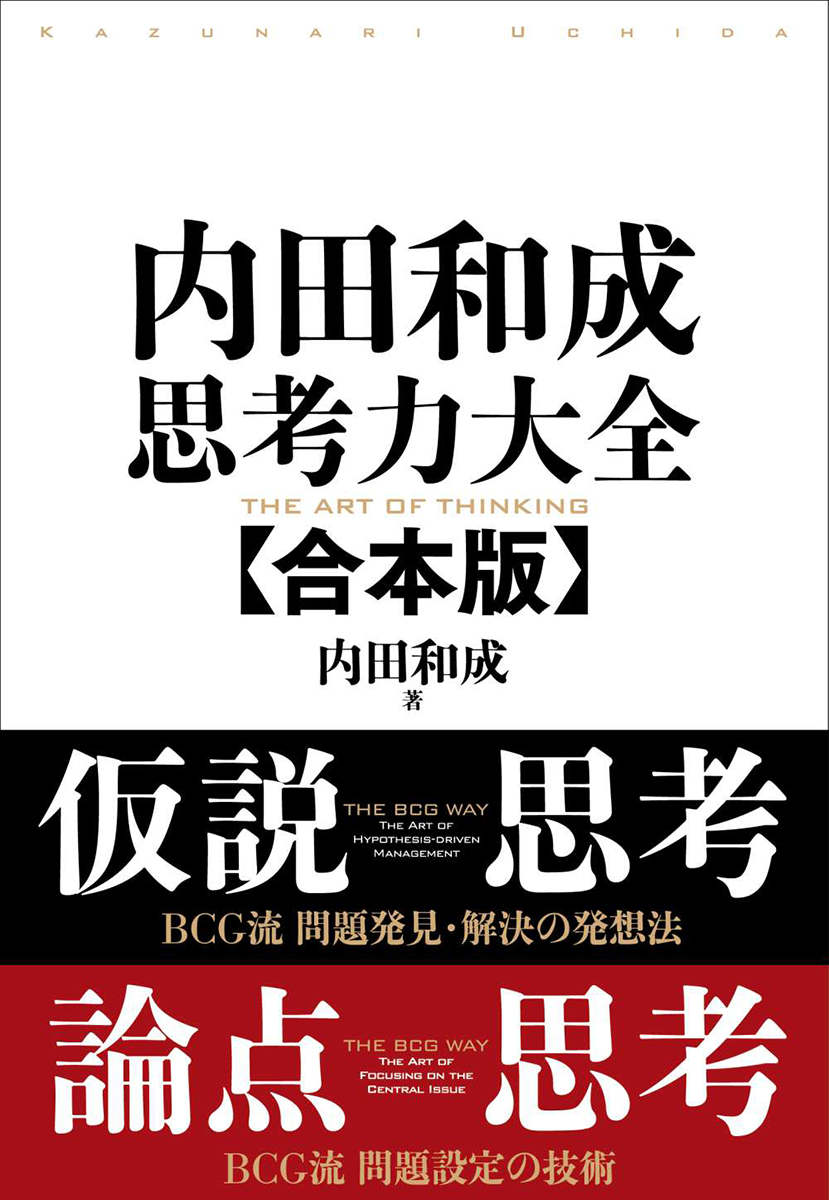 KAZUNARI UCHIDA
内田和成
思考力大全
THE ART OF THINKING
【合本版】
内田和成
著
仮説思考
THE BCG WAY
THE ART OF
HYPOTHESIS-DRIVEN
MANAGEMENT
BCG流 問題発見・解決の発想法
論点思考
THE BCG WAY
THE ART OF
FOCUSING ON THE
CENTRAL ISSUE
BCG流 問題設定の技術